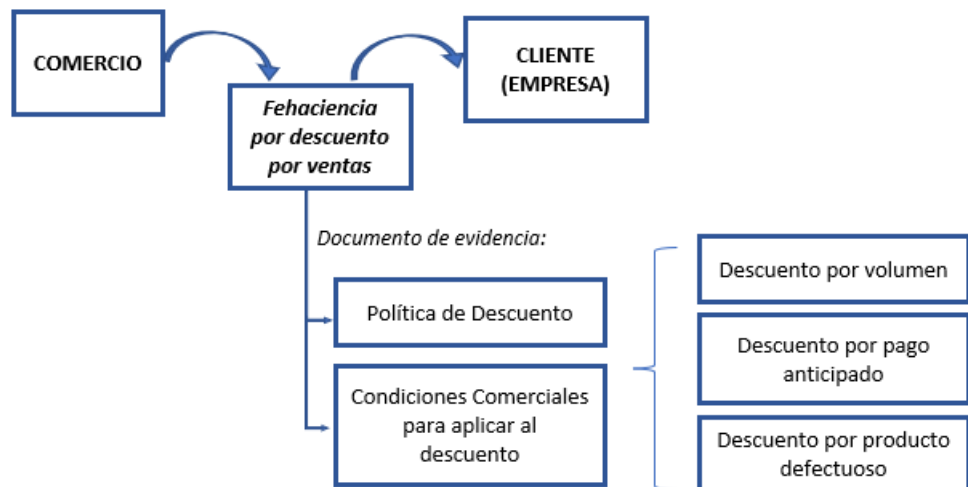 COMERCIO
CLIENTE
(EMPRESA)
Fehaciencia
por descuento
por ventas
Documento de evidencia:
Política de Descuento
Condiciones Comerciales
para aplicar al
descuento
Descuento por volumen
Descuento por pago
anticipado
Descuento por producto
defectuoso